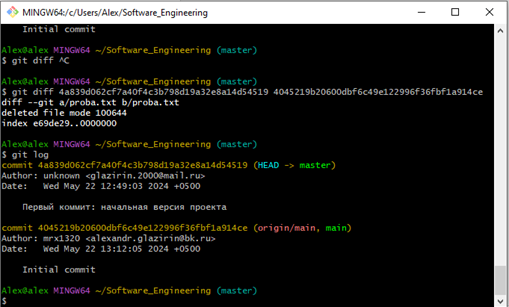 MINGW64:/c/Users/Alex/Software_Engineering
Initial commit
Alex@alex MINGW64 ~/Software_Engineering (master)
$ git diff ^C
Alex@alex MINGW64 ~/Software_Engineering (master)
$ git diff 4a839d062cf7a40f4c3b798d19a32e8a14d54519 4045219b20600dbf6c49e122996f36fbf1a914ce
diff --git a/proba.txt b/proba.txt
deleted file mode 100644
index e69de29..0000000
Alex@alex MINGW64 ~/Software_Engineering (master)
$ git log
commit 4a839d062cf7a40f4c3b798d19a32e8a14d54519 (HEAD -> master)
Author: unknown <glazirin.2000@mail.ru>
Date:   Wed May 22 12:49:03 2024 +0500
Первый коммит: начальная версия проекта
commit 4045219b20600dbf6c49e122996f36fbf1a914ce (origin/main, main)
Author: mrx1320 <alexandr.glazirin@bk.ru>
Date:   Wed May 22 13:12:05 2024 +0500
Initial commit
Alex@alex MINGW64 ~/Software_Engineering (master)
$